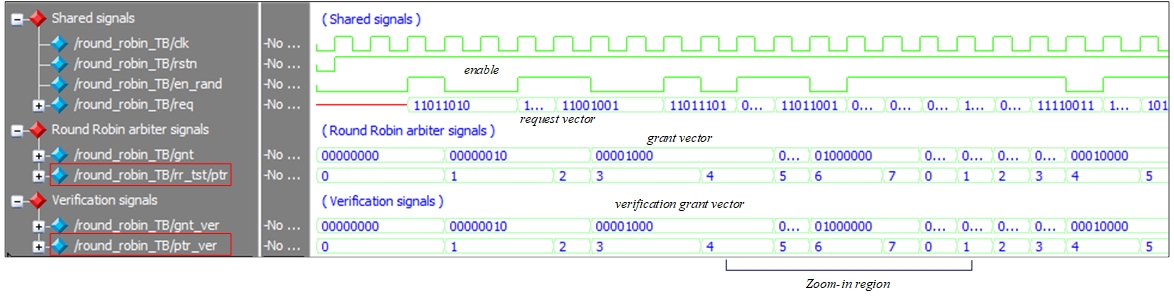 Shared signals
( Shared signals )
/round_robin_TB/clk -No ...
/round_robin_TB/rstn -No ...
enable
/round_robin_TB/en_rand -No ...
/round_robin_TB/req -No ... 11011010 1... 11001001 11011101 0... 11011001 0... 0... 0... 1... 0... 11110011 1... 101
request vector
Round Robin arbiter signals
( Round Robin arbiter signals )
grant vector
/round_robin_TB/gnt -No ... 00000000 00000010 00001000 0... 01000000 0... 0... 0... 0... 00010000
/round_robin_TB/rr_tst/ptr -No ... 0 1 2 3 4 5 6 7 0 1 2 3 4 5
Verification signals
( Verification signals )
verification grant vector
/round_robin_TB/gnt_ver -No ... 00000000 00000010 00001000 0... 01000000 0... 0... 0... 0... 00010000
/round_robin_TB/ptr_ver -No ... 0 1 2 3 4 5 6 7 0 1 2 3 4 5
Zoom-in region